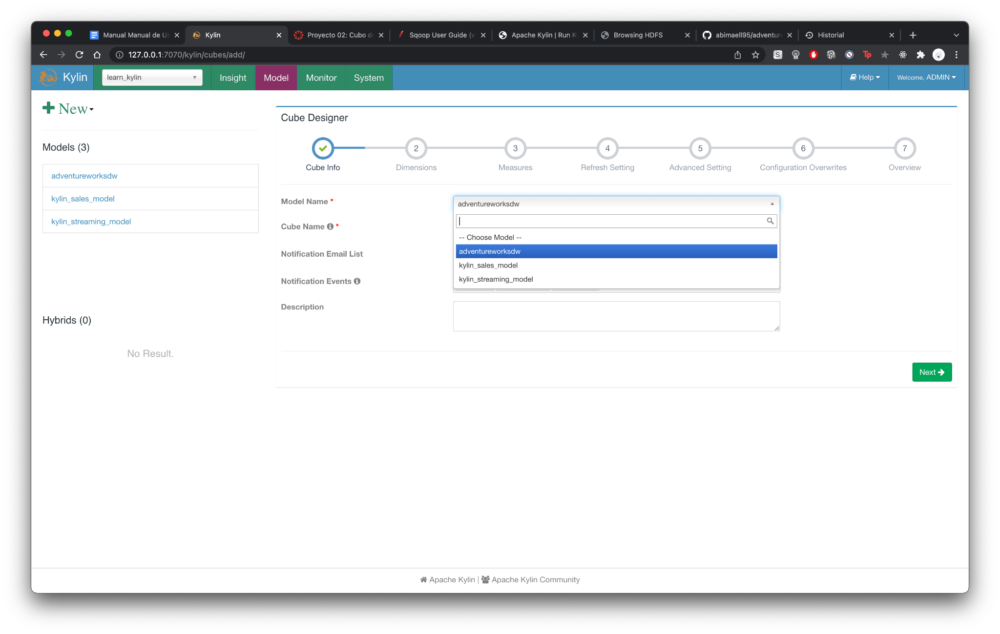 Manual Manual de Us
Kylin
Proyecto 02: Cubo de
Sqoop User Guide (v
Apache Kylin | Run Ky
Browsing HDFS
abimaell95/adventure
Historial
127.0.0.1:7070/kylin/cubes/add/
S
Tp
Kylin
learn_kylin
Insight
Model
Monitor
System
Help
Welcome, ADMIN
New
Models (3)
adventureworksdw
kylin_sales_model
kylin_streaming_model
Hybrids (0)
No Result.
Cube Designer
2
3
4
5
6
7
Cube Info
Dimensions
Measures
Refresh Setting
Advanced Setting
Configuration Overwrites
Overview
Model Name *
adventureworksdw
-- Choose Model --
adventureworksdw
kylin_sales_model
kylin_streaming_model
Cube Name *
Notification Email List
Notification Events
Description
Next
Apache Kylin | Apache Kylin Community